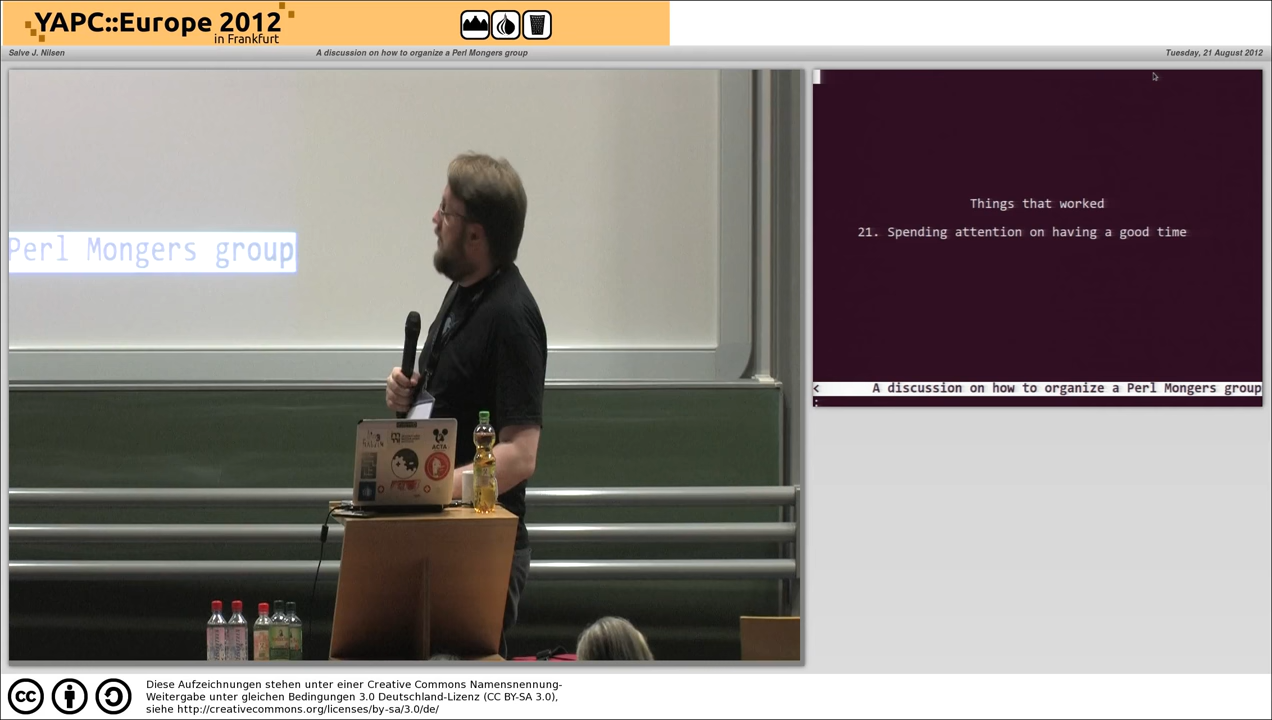 YAPC::Europe 2012
in Frankfurt
Salve J. Nilsen
A discussion on how to organize a Perl Mongers group
Tuesday, 21 August 2012
Perl Mongers group
Things that worked
21. Spending attention on having a good time
< A discussion on how to organize a Perl Mongers group
:
ACTA
cc
Diese Aufzeichnungen stehen unter einer Creative Commons Namensnennung-
Weitergabe unter gleichen Bedingungen 3.0 Deutschland-Lizenz (CC BY-SA 3.0),
siehe http://creativecommons.org/licenses/by-sa/3.0/de/